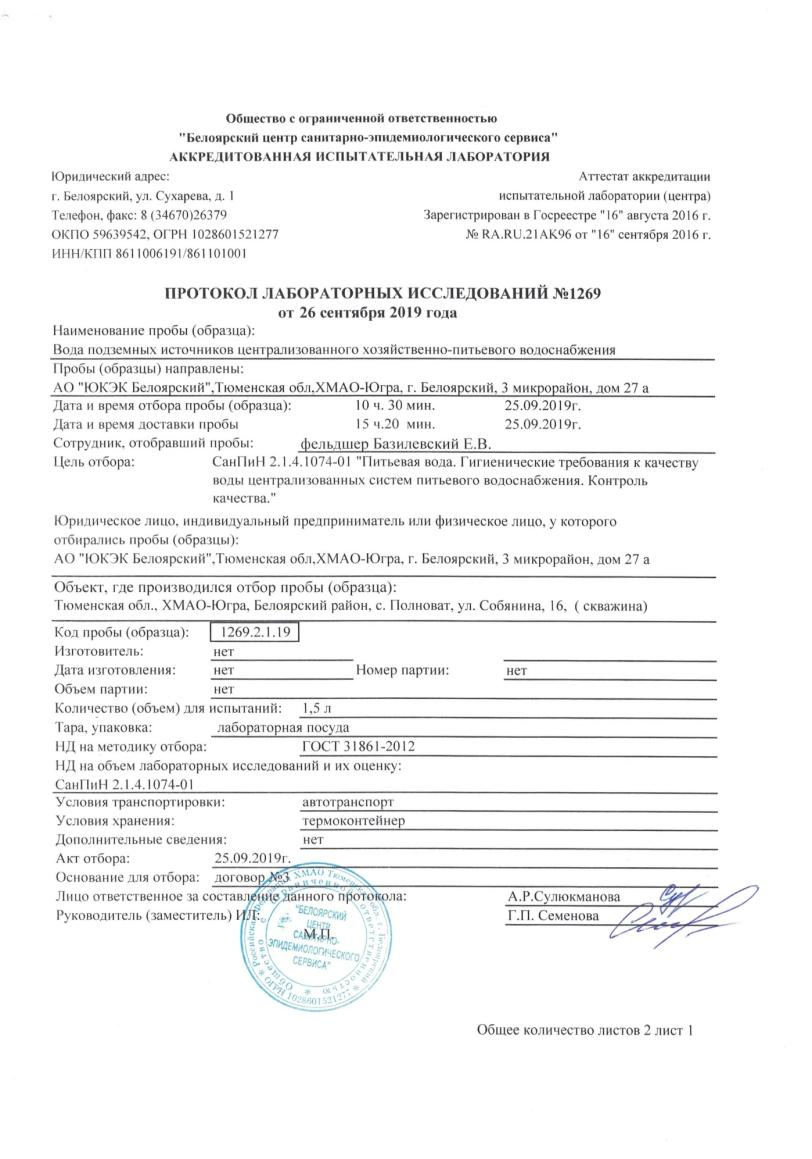 Общество с ограниченной ответственностью
"Белоярский центр санитарно-эпидемиологического сервиса"
АККРЕДИТОВАННАЯ ИСПЫТАТЕЛЬНАЯ ЛАБОРАТОРИЯ
Юридический адрес: Аттестат аккредитации
г. Белоярский, ул. Сухарева, д. 1 испытательной лаборатории (центра)
Телефон, факс: 8 (34670)26379 Зарегистрирован в Госреестре "16" августа 2016 г.
ОКПО 59639542, ОГРН 1028601521277 № RA.RU.21АК96 от "16" сентября 2016 г.
ИНН/КПП 8611006191/861101001
ПРОТОКОЛ ЛАБОРАТОРНЫХ ИССЛЕДОВАНИЙ №1269
от 26 сентября 2019 года
Наименование пробы (образца):
Вода подземных источников централизованного хозяйственно-питьевого водоснабжения
Пробы (образцы) направлены:
АО "ЮКЭК Белоярский",Тюменская обл,ХМАО-Югра, г. Белоярский, 3 микрорайон, дом 27 а
Дата и время отбора пробы (образца): 10 ч. 30 мин. 25.09.2019г.
Дата и время доставки пробы 15 ч.20 мин. 25.09.2019г.
Сотрудник, отобравший пробы: фельдшер Базилевский Е.В.
Цель отбора: СанПиН 2.1.4.1074-01 "Питьевая вода. Гигиенические требования к качеству
воды централизованных систем питьевого водоснабжения. Контроль
качества."
Юридическое лицо, индивидуальный предприниматель или физическое лицо, у которого
отбирались пробы (образцы):
АО "ЮКЭК Белоярский",Тюменская обл,ХМАО-Югра, г. Белоярский, 3 микрорайон, дом 27 а
Объект, где производился отбор пробы (образца):
Тюменская обл., ХМАО-Югра, Белоярский район, с. Полноват, ул. Собянина, 16, ( скважина)
Код пробы (образца): 1269.2.1.19
Изготовитель: нет
Дата изготовления: нет Номер партии: нет
Объем партии: нет
Количество (объем) для испытаний: 1,5 л
Тара, упаковка: лабораторная посуда
НД на методику отбора: ГОСТ 31861-2012
НД на объем лабораторных исследований и их оценку:
СанПиН 2.1.4.1074-01
Условия транспортировки: автотранспорт
Условия хранения: термоконтейнер
Дополнительные сведения: нет
Акт отбора: 25.09.2019г.
Основание для отбора: договор №3
Лицо ответственное за составление данного протокола: А.Р.Сулюкманова
Руководитель (заместитель) ИЛ: Г.П. Семенова
М.П.
"БЕЛОЯРСКИЙ
ЦЕНТР
САНИТАРНО-
ЭПИДЕМИОЛОГИЧЕСКОГО
СЕРВИСА"
ОГРН 1028601521277
Общее количество листов 2 лист 1